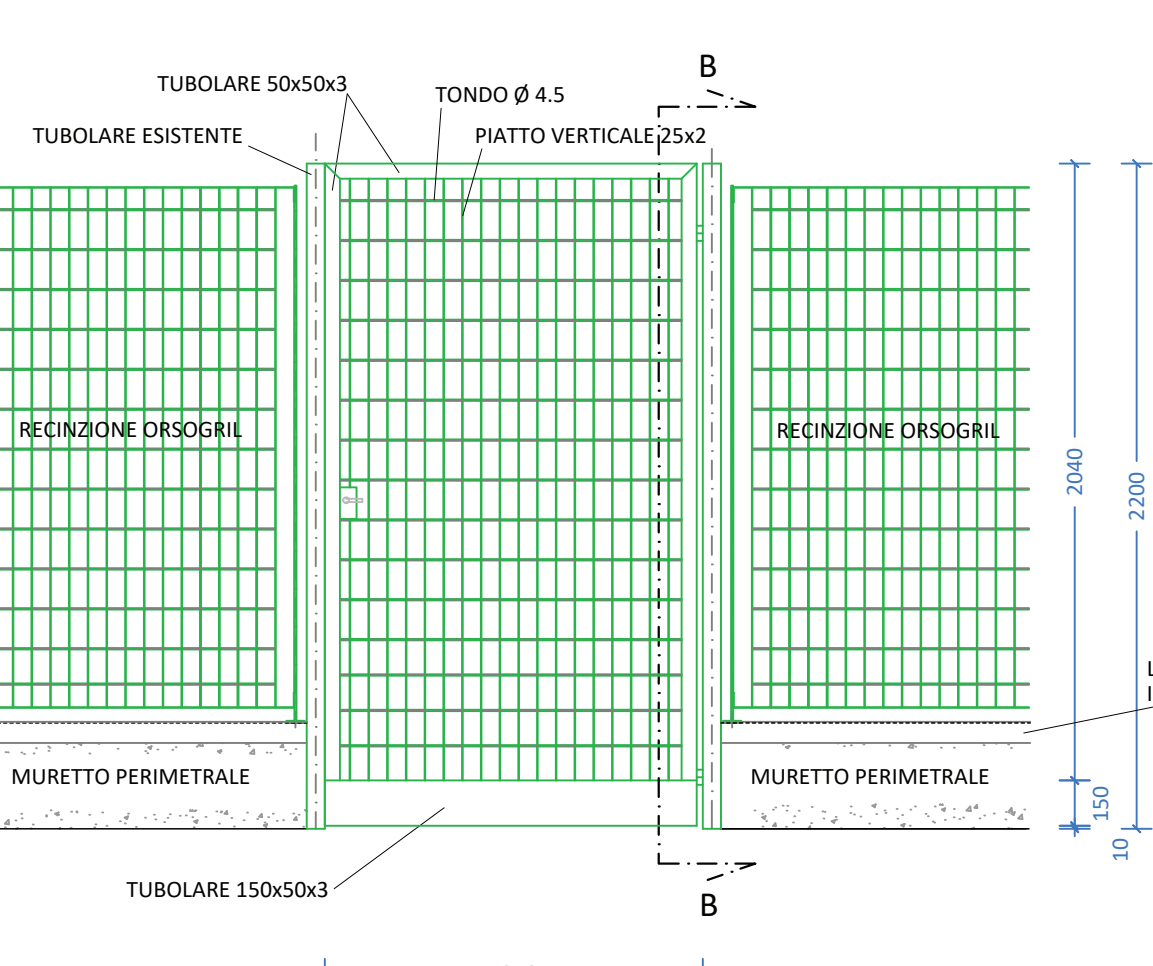 B
TUBOLARE 50x50x3
TONDO Ø 4.5
TUBOLARE ESISTENTE
PIATTO VERTICALE 25x2
RECINZIONE ORSOGRIL
RECINZIONE ORSOGRIL
2040
2200
MURETTO PERIMETRALE
MURETTO PERIMETRALE
150
10
TUBOLARE 150x50x3
B